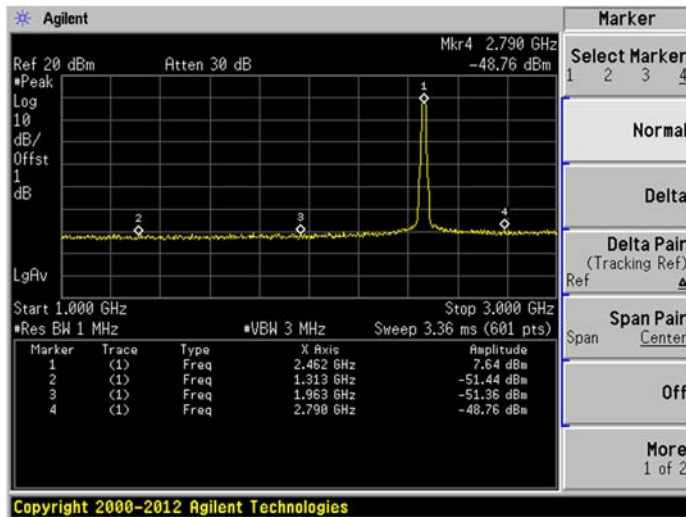 Agilent
Marker
Mkr4 2.790 GHz
Ref 20 dBm Atten 30 dB -48.76 dBm
#Peak
Log
10
dB/
Offst
1
dB
LgAv
1
2
3
4
Start 1.000 GHz Stop 3.000 GHz
#Res BW 1 MHz #VBW 3 MHz Sweep 3.36 ms (601 pts)
Marker Trace Type X Axis Amplitude
1 (1) Freq 2.462 GHz 7.64 dBm
2 (1) Freq 1.313 GHz -51.44 dBm
3 (1) Freq 1.963 GHz -51.36 dBm
4 (1) Freq 2.790 GHz -48.76 dBm
Select Marker
1 2 3 4
Normal
Delta
Delta Pair
(Tracking Ref)
Ref Δ
Span Pair
Span Center
Off
More
1 of 2
Copyright 2000-2012 Agilent Technologies